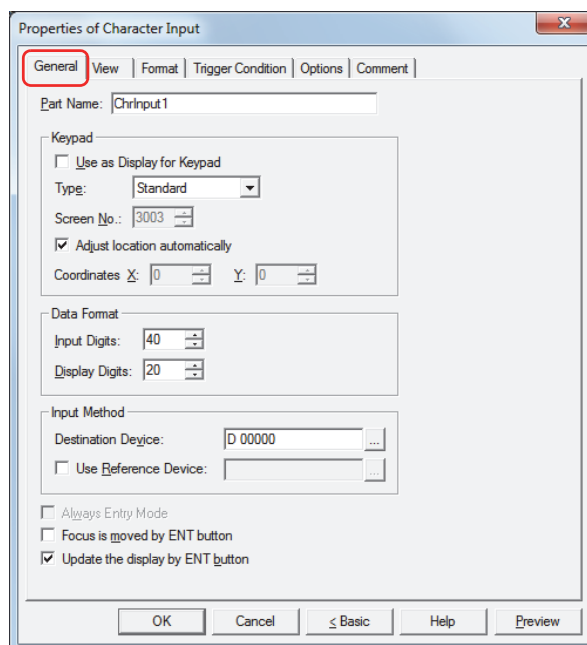 Properties of Character Input
General View Format Trigger Condition Options Comment
Part Name: ChrInput1
Keypad
Use as Display for Keypad
Type: Standard
Screen No.: 3003
Adjust location automatically
Coordinates X: 0 Y: 0
Data Format
Input Digits: 40
Display Digits: 20
Input Method
Destination Device: D 00000 ...
Use Reference Device: ...
Always Entry Mode
Focus is moved by ENT button
Update the display by ENT button
OK Cancel < Basic Help Preview